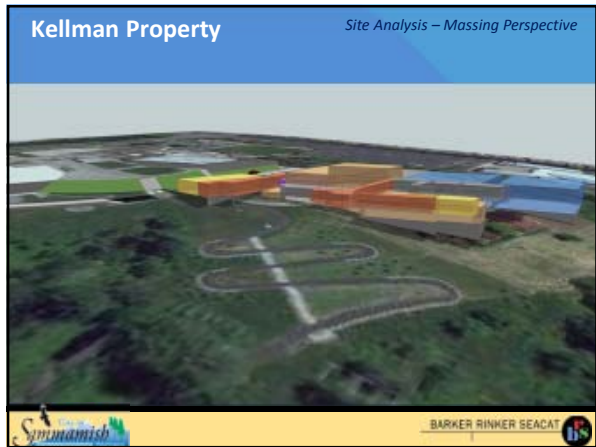 Kellman Property
Site Analysis – Massing Perspective
Sammamish
BARKER RINKER SEACAT